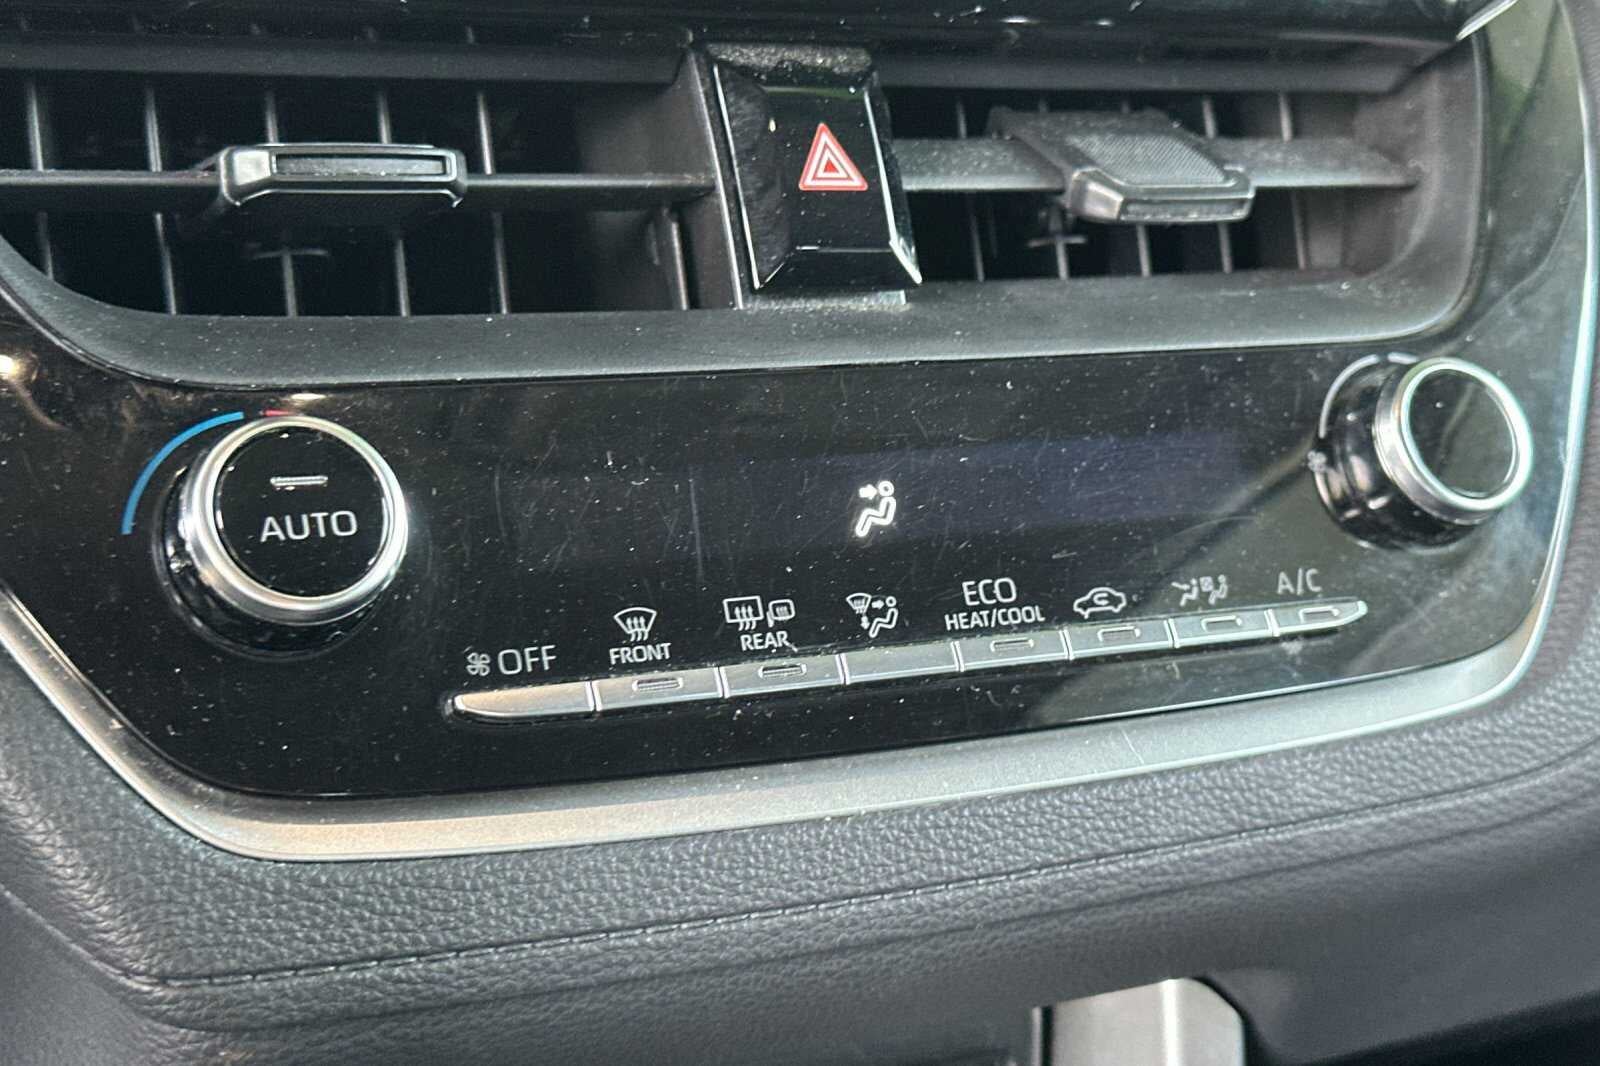 AUTO
OFF
FRONT
REAR
ECO
HEAT/COOL
A/C